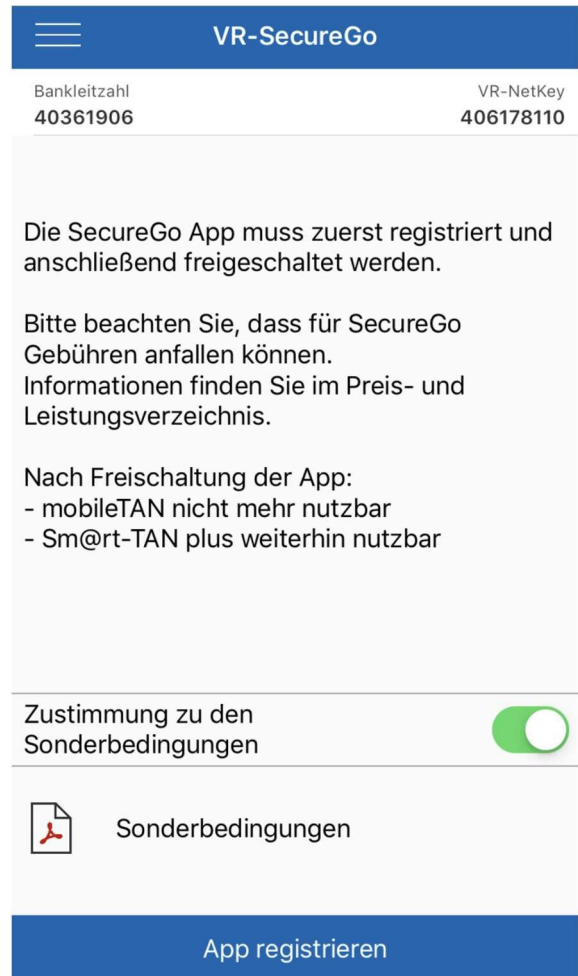 VR-SecureGo
Bankleitzahl VR-NetKey
40361906 406178110
Die SecureGo App muss zuerst registriert und
anschließend freigeschaltet werden.
Bitte beachten Sie, dass für SecureGo
Gebühren anfallen können.
Informationen finden Sie im Preis- und
Leistungsverzeichnis.
Nach Freischaltung der App:
- mobileTAN nicht mehr nutzbar
- Sm@rt-TAN plus weiterhin nutzbar
Zustimmung zu den
Sonderbedingungen
Sonderbedingungen
App registrieren